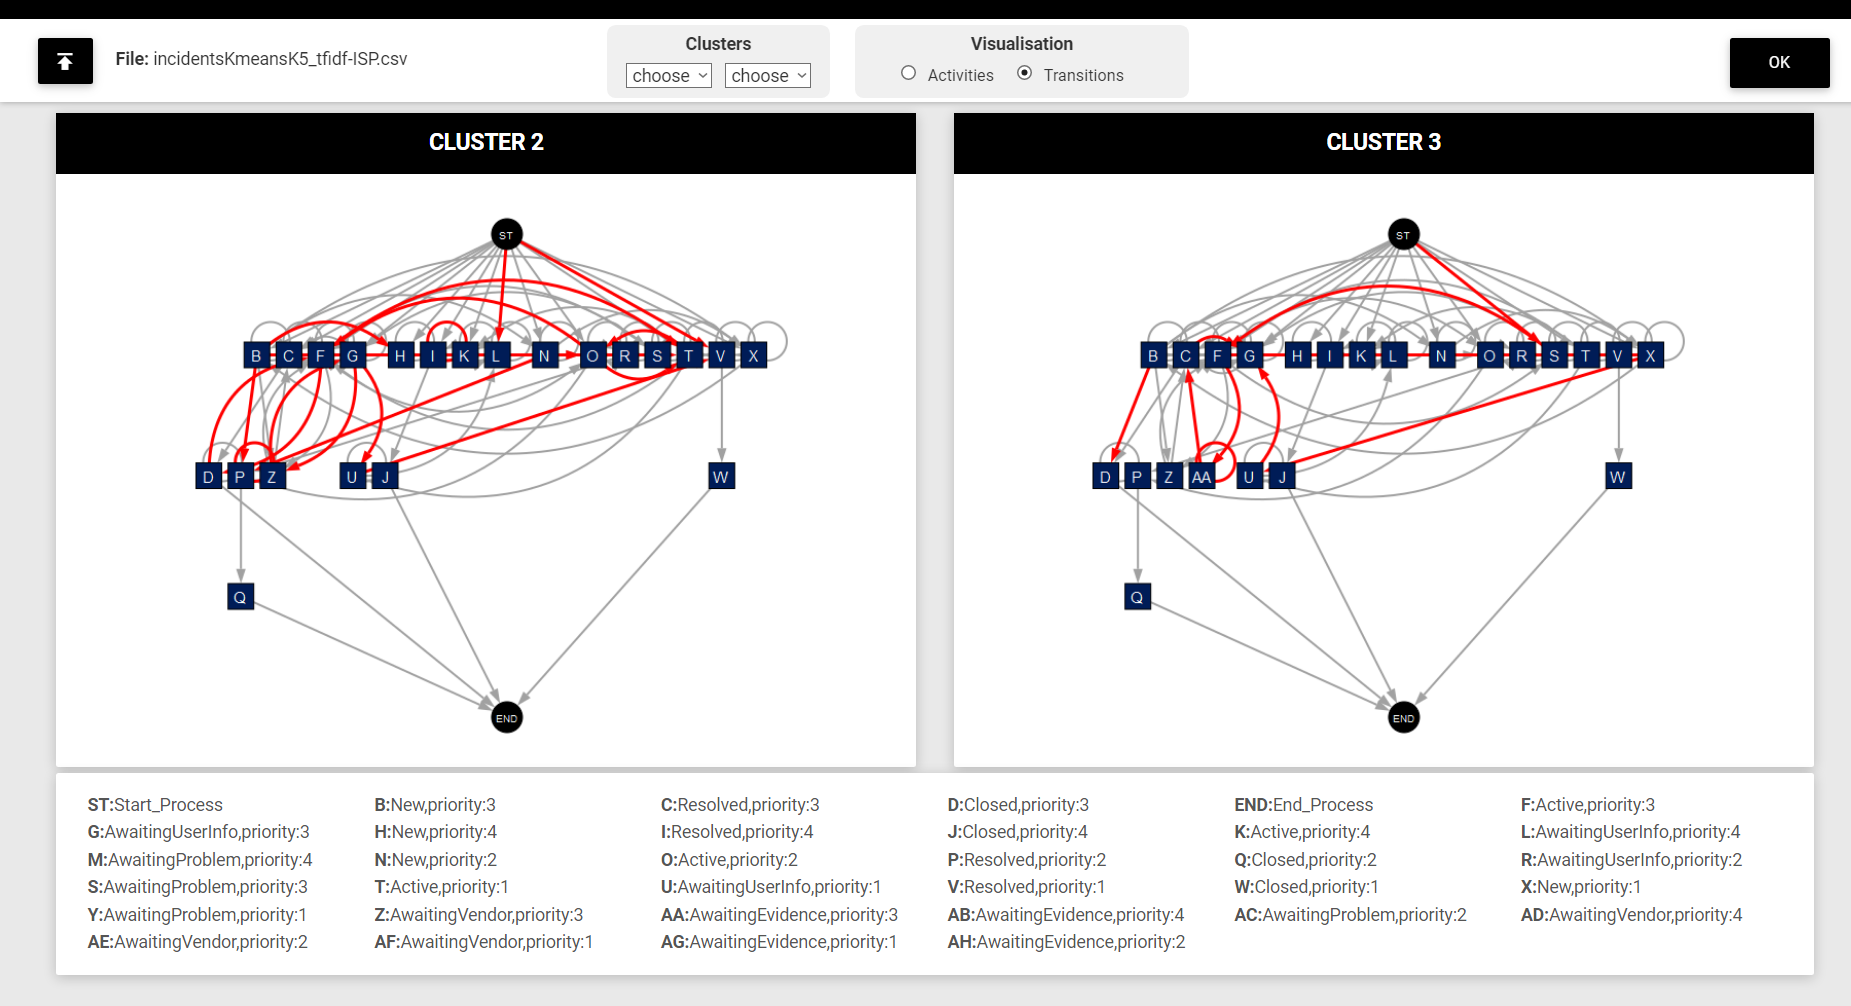 File: incidentsKmeansK5_tfidf-ISP.csv
Clusters
choose choose
Visualisation
Activities Transitions
OK
CLUSTER 2
ST
B C F G H I K L N O R S T V X
D P Z U J W
Q
END
CLUSTER 3
ST
B C F G H I K L N O R S T V X
D P Z AA U J W
Q
END
ST:Start_Process B:New,priority:3 C:Resolved,priority:3 D:Closed,priority:3 END:End_Process F:Active,priority:3
G:AwaitingUserInfo,priority:3 H:New,priority:4 I:Resolved,priority:4 J:Closed,priority:4 K:Active,priority:4 L:AwaitingUserInfo,priority:4
M:AwaitingProblem,priority:4 N:New,priority:2 O:Active,priority:2 P:Resolved,priority:2 Q:Closed,priority:2 R:AwaitingUserInfo,priority:2
S:AwaitingProblem,priority:3 T:Active,priority:1 U:AwaitingUserInfo,priority:1 V:Resolved,priority:1 W:Closed,priority:1 X:New,priority:1
Y:AwaitingProblem,priority:1 Z:AwaitingVendor,priority:3 AA:AwaitingEvidence,priority:3 AB:AwaitingEvidence,priority:4 AC:AwaitingProblem,priority:2 AD:AwaitingVendor,priority:4
AE:AwaitingVendor,priority:2 AF:AwaitingVendor,priority:1 AG:AwaitingEvidence,priority:1 AH:AwaitingEvidence,priority:2